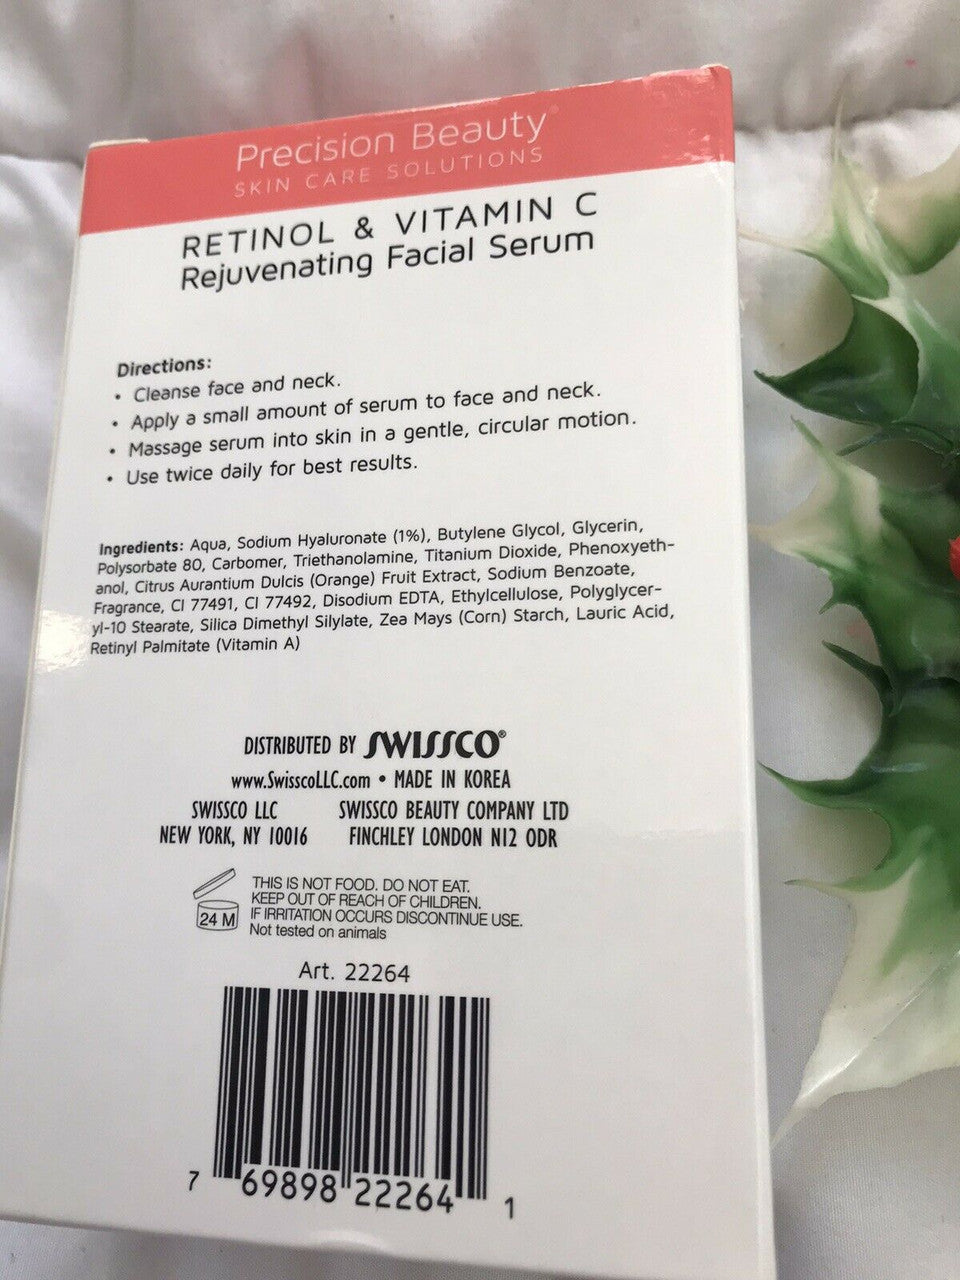 Precision Beauty®
SKIN CARE SOLUTIONS
RETINOL & VITAMIN C
Rejuvenating Facial Serum
Directions:
• Cleanse face and neck.
• Apply a small amount of serum to face and neck.
• Massage serum into skin in a gentle, circular motion.
• Use twice daily for best results.
Ingredients: Aqua, Sodium Hyaluronate (1%), Butylene Glycol, Glycerin,
Polysorbate 80, Carbomer, Triethanolamine, Titanium Dioxide, Phenoxyeth-
anol, Citrus Aurantium Dulcis (Orange) Fruit Extract, Sodium Benzoate,
Fragrance, CI 77491, CI 77492, Disodium EDTA, Ethylcellulose, Polyglycer-
yl-10 Stearate, Silica Dimethyl Silylate, Zea Mays (Corn) Starch, Lauric Acid,
Retinyl Palmitate (Vitamin A)
DISTRIBUTED BY SWISSCO®
www.SwisscoLLC.com • MADE IN KOREA
SWISSCO LLC SWISSCO BEAUTY COMPANY LTD
NEW YORK, NY 10016 FINCHLEY LONDON N12 0DR
24 M
THIS IS NOT FOOD. DO NOT EAT.
KEEP OUT OF REACH OF CHILDREN.
IF IRRITATION OCCURS DISCONTINUE USE.
Not tested on animals
Art. 22264
7 69898 22264 1